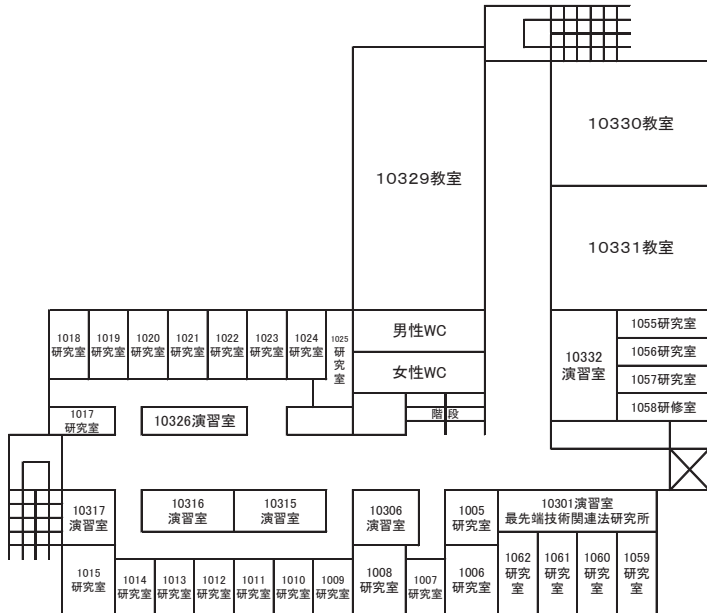 10330教室
10329教室
10331教室
1018
研究室
1019
研究室
1020
研究室
1021
研究室
1022
研究室
1023
研究室
1024
研究室
1025
研
究
室
男性WC
女性WC
10332
演習室
1055研究室
1056研究室
1057研究室
1058研修室
1017
研究室
10326演習室
階段
10317
演習室
10316
演習室
10315
演習室
10306
演習室
1005
研究室
10301演習室
最先端技術関連法研究所
1015
研究室
1014
研究室
1013
研究室
1012
研究室
1011
研究室
1010
研究室
1009
研究室
1008
研究室
1007
研究室
1006
研究室
1062
研究
室
1061
研究
室
1060
研究
室
1059
研究
室